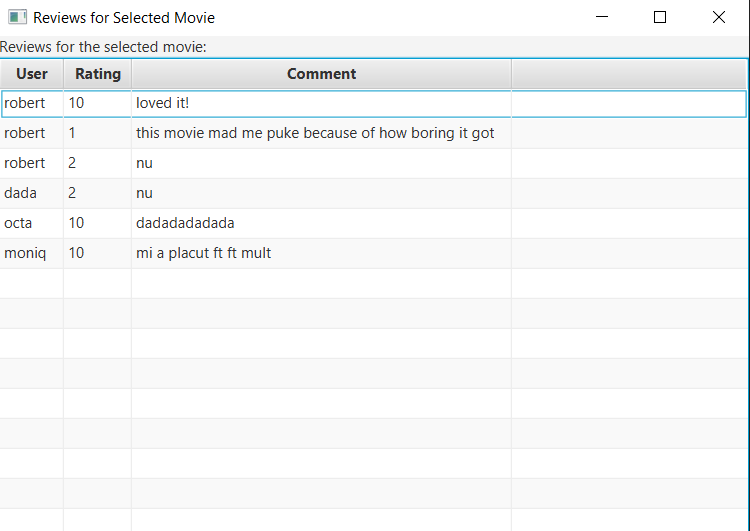 Reviews for Selected Movie
Reviews for the selected movie:
User Rating Comment
robert 10 loved it!
robert 1 this movie mad me puke because of how boring it got
robert 2 nu
dada 2 nu
octa 10 dadadadadada
moniq 10 mi a placut ft ft mult